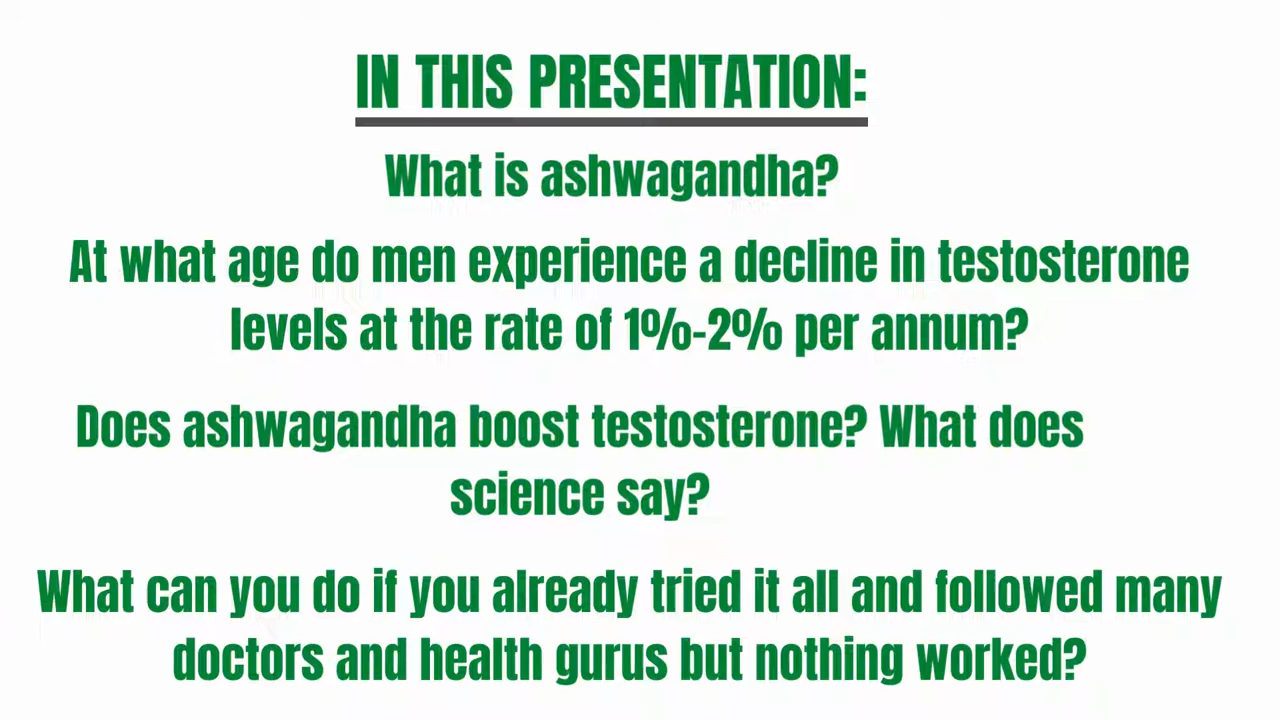 IN THIS PRESENTATION:
What is ashwagandha?
At what age do men experience a decline in testosterone
levels at the rate of 1%-2% per annum?
Does ashwagandha boost testosterone? What does
science say?
What can you do if you already tried it all and followed many
doctors and health gurus but nothing worked?